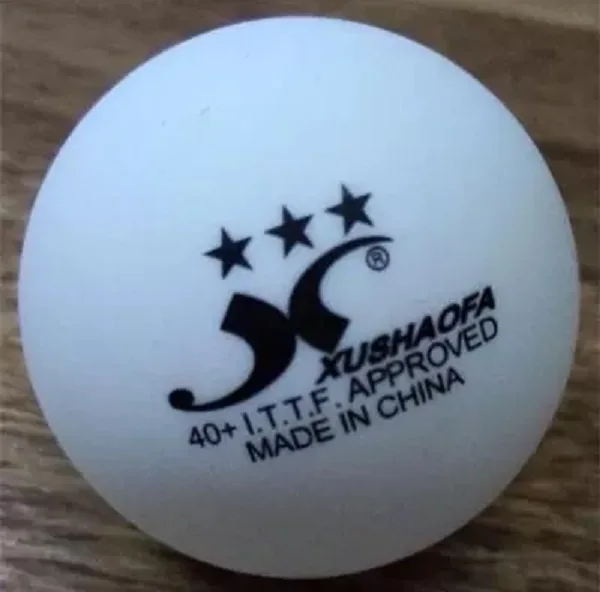 ★★★
®
XUSHAOFA
40+ I.T.T.F. APPROVED
MADE IN CHINA